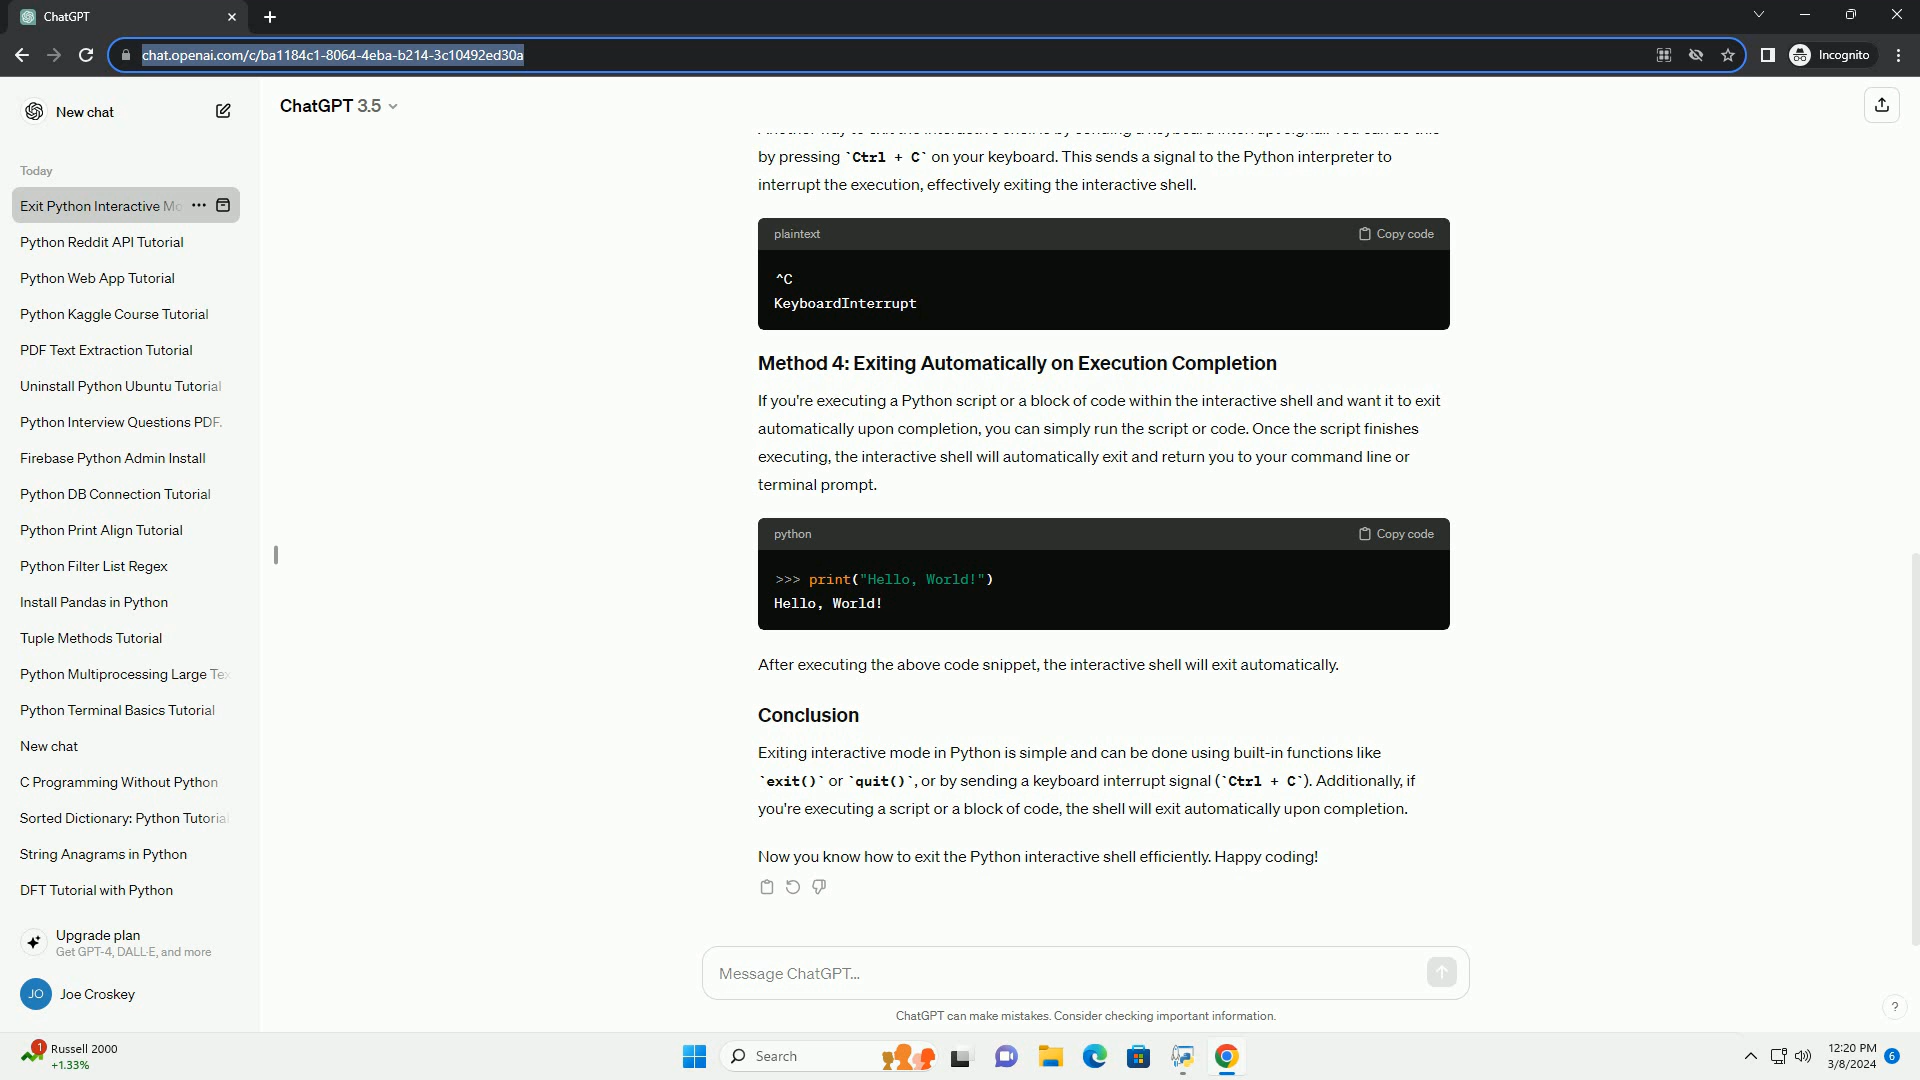 ChatGPT
chat.openai.com/c/ba1184c1-8064-4eba-b214-3c10492ed30a
Incognito
New chat
ChatGPT 3.5
Today
Exit Python Interactive Mo
Python Reddit API Tutorial
Python Web App Tutorial
Python Kaggle Course Tutorial
PDF Text Extraction Tutorial
Uninstall Python Ubuntu Tutorial
Python Interview Questions PDF.
Firebase Python Admin Install
Python DB Connection Tutorial
Python Print Align Tutorial
Python Filter List Regex
Install Pandas in Python
Tuple Methods Tutorial
Python Multiprocessing Large Tex
Python Terminal Basics Tutorial
New chat
C Programming Without Python
Sorted Dictionary: Python Tutorial
String Anagrams in Python
DFT Tutorial with Python
Upgrade plan
Get GPT-4, DALL·E, and more
JO Joe Croskey
by pressing `Ctrl + C` on your keyboard. This sends a signal to the Python interpreter to
interrupt the execution, effectively exiting the interactive shell.
plaintext Copy code
^C
KeyboardInterrupt
Method 4: Exiting Automatically on Execution Completion
If you're executing a Python script or a block of code within the interactive shell and want it to exit
automatically upon completion, you can simply run the script or code. Once the script finishes
executing, the interactive shell will automatically exit and return you to your command line or
terminal prompt.
python Copy code
>>> print("Hello, World!")
Hello, World!
After executing the above code snippet, the interactive shell will exit automatically.
Conclusion
Exiting interactive mode in Python is simple and can be done using built-in functions like
`exit()` or `quit()`, or by sending a keyboard interrupt signal (`Ctrl + C`). Additionally, if
you're executing a script or a block of code, the shell will exit automatically upon completion.
Now you know how to exit the Python interactive shell efficiently. Happy coding!
Message ChatGPT...
ChatGPT can make mistakes. Consider checking important information.
?
1
Russell 2000
+1.33%
Search
12:20 PM
3/8/2024
6